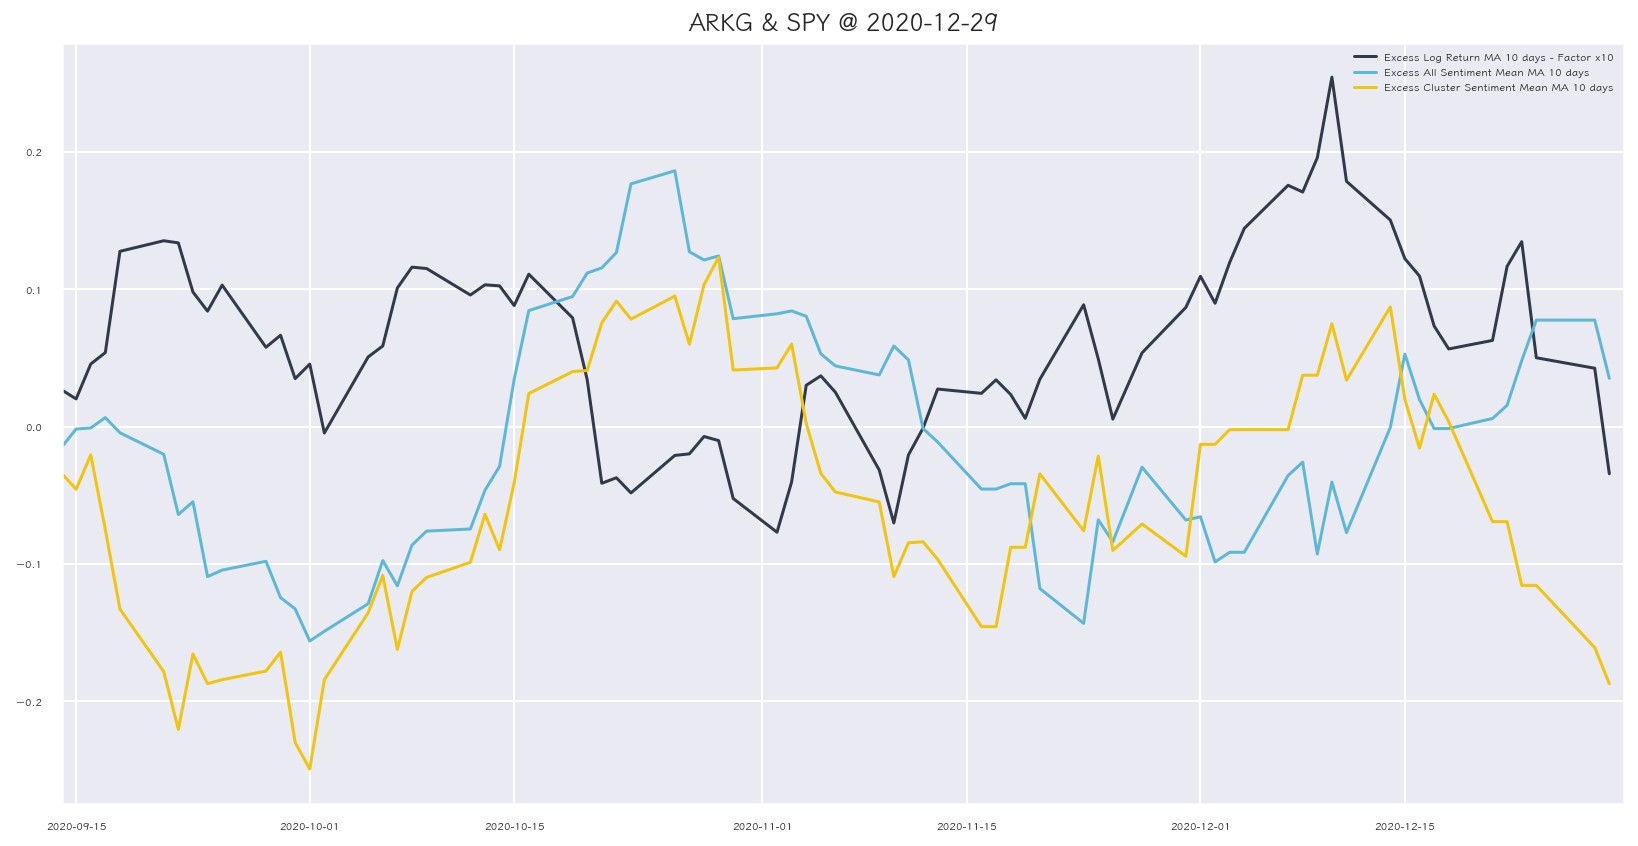 ARKG & SPY @ 2020-12-29
Excess Log Return MA 10 days - Factor x10
Excess All Sentiment Mean MA 10 days
Excess Cluster Sentiment Mean MA 10 days
0.2
0.1
0.0
−0.1
−0.2
2020-09-15 2020-10-01 2020-10-15 2020-11-01 2020-11-15 2020-12-01 2020-12-15